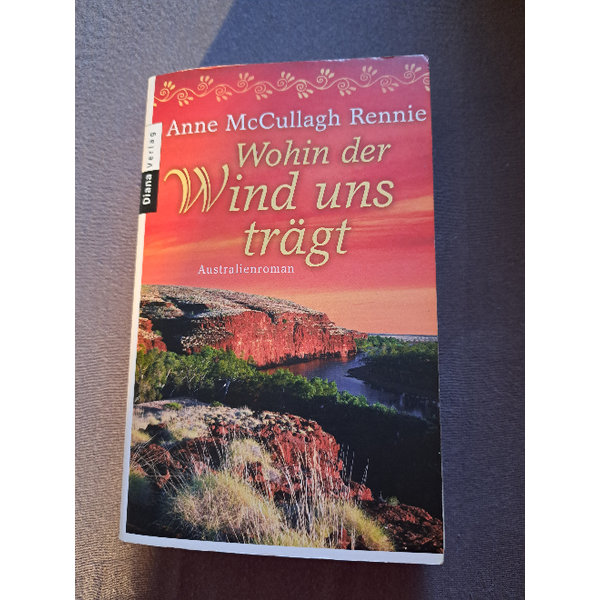 Anne McCullagh Rennie
Wohin der
Wind uns
trägt
Australienroman
Diana Verlag